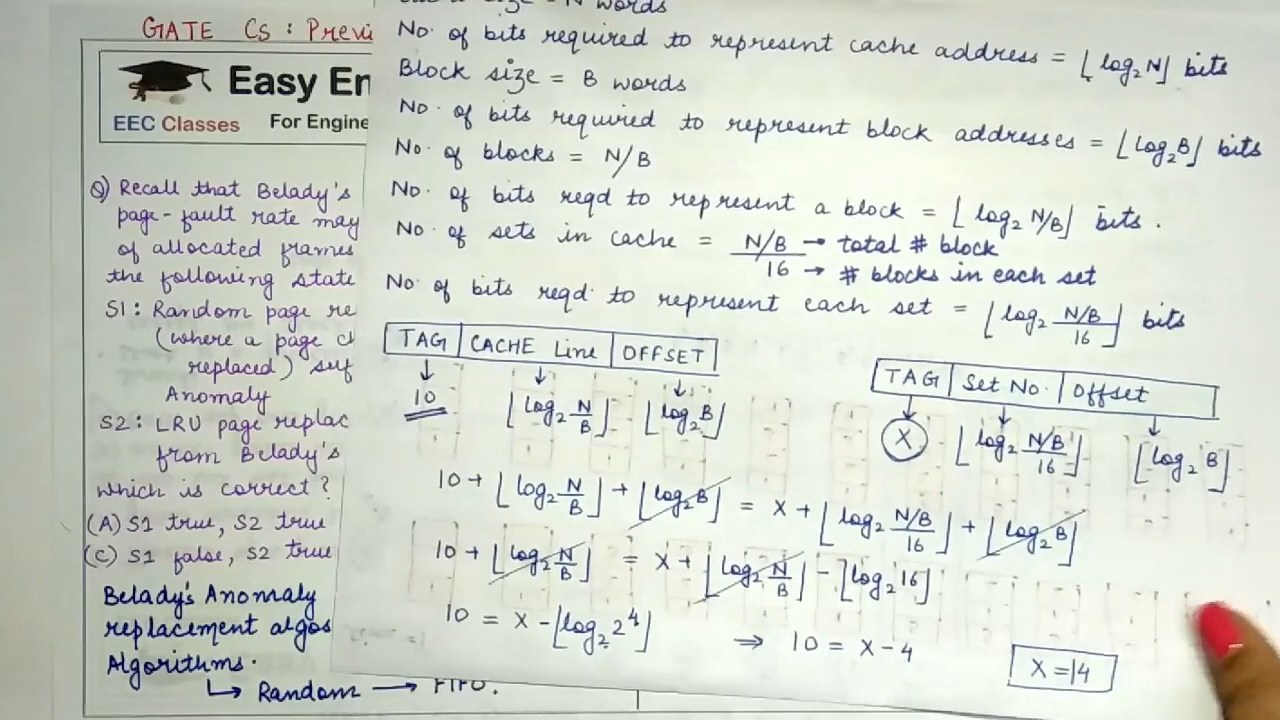 GATE CS : Previ
Easy En
EEC Classes For Engine
Q) Recall that Belady's
page-fault rate may
of allocated frames
the following state
S1: Random page re
(where a page ch
replaced) suf
Anomaly
S2: LRU page replac
from Belady's
which is correct?
(A) S1 true, S2 true
(C) S1 false, S2 true
Belady's Anomaly
replacement algos
Algorithms.
↳ Random → FIFO.
N words
No. of bits required to represent cache address = ⌊log₂N⌋ bits
Block size = B words
No. of bits required to represent block addresses = ⌊log₂B⌋ bits
No. of blocks = N/B
No. of bits reqd to represent a block = ⌊log₂ N/B⌋ bits.
No. of sets in cache = N/B → total # block
16 → # blocks in each set
No. of bits reqd. to represent each set = ⌊log₂ (N/B)/16⌋ bits
TAG CACHE Line OFFSET
↓ ↓ ↓
10 ⌊log₂ N/B⌋ ⌊log₂B⌋
TAG Set No. Offset
↓ ↓ ↓
X ⌊log₂ (N/B)/16⌋ ⌊log₂ B⌋
10 + ⌊log₂ N/B⌋ + ⌊log₂B⌋ = X + ⌊log₂ (N/B)/16⌋ + ⌊log₂B⌋
10 + ⌊log₂ N/B⌋ = X + ⌊log₂ N/B⌋ - ⌊log₂ 16⌋
10 = X - ⌊log₂ 2⁴⌋ ⇒ 10 = X - 4
X = 14